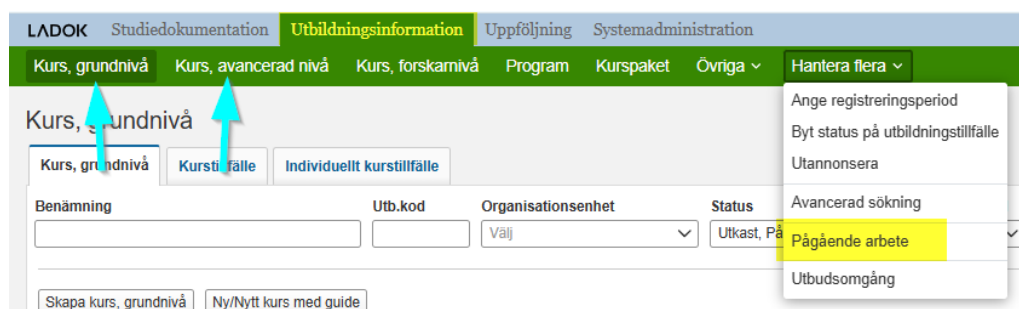 LADOK Studiedokumentation Utbildningsinformation Uppföljning Systemadministration
Kurs, grundnivå Kurs, avancerad nivå Kurs, forskarnivå Program Kurspaket Övriga Hantera flera
Ange registreringsperiod
Kurs, grundnivå
Byt status på utbildningstillfälle
Kurs, grundnivå Kurstillfälle Individuellt kurstillfälle
Utannonsera
Benämning Utb.kod Organisationsenhet Status
Avancerad sökning
Välj Utkast, På
Pågående arbete
Utbudsomgång
Skapa kurs, grundnivå Ny/Nytt kurs med guide